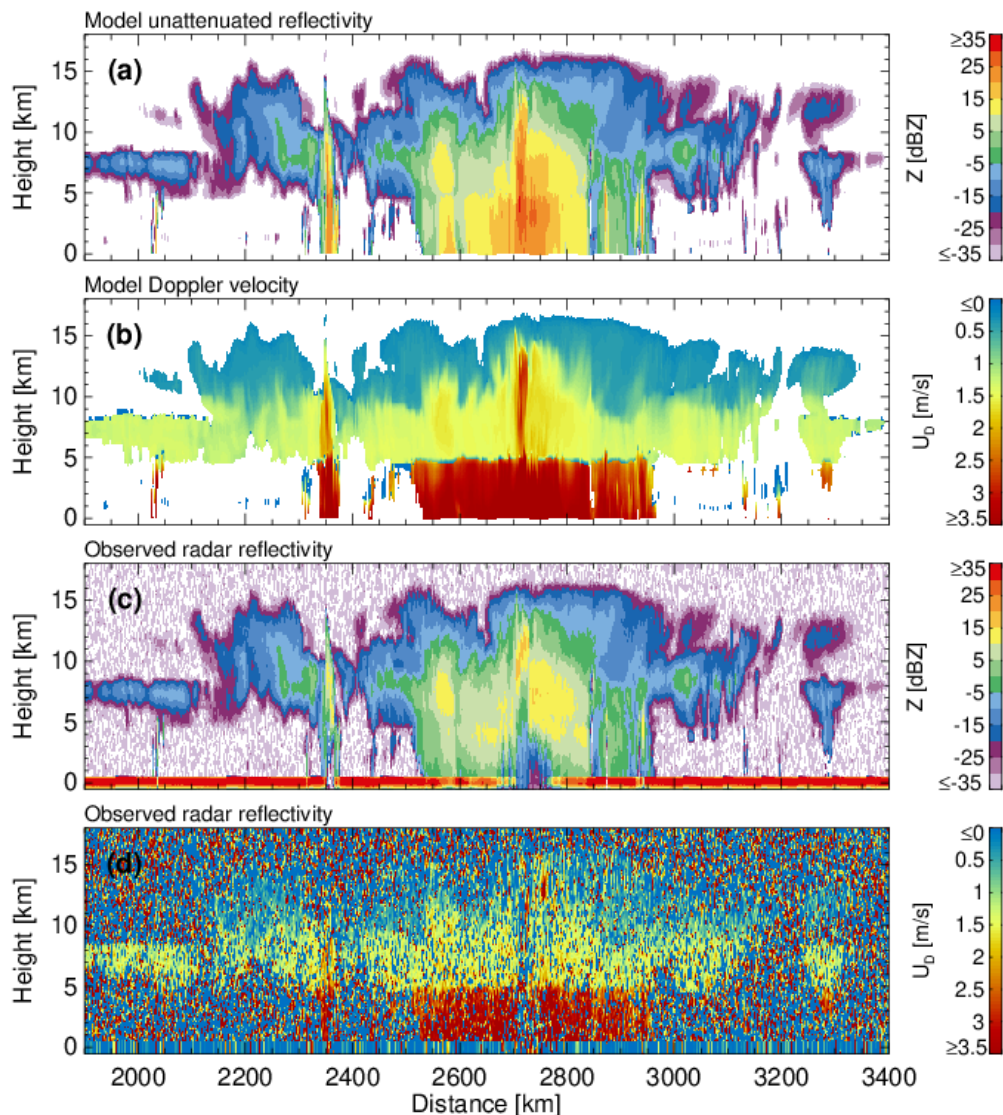 Model unattenuated reflectivity
(a)
Height [km]
15
10
5
0
Z [dBZ]
≥35
25
15
5
-5
-15
-25
≤-35
Model Doppler velocity
(b)
Height [km]
15
10
5
0
U_D [m/s]
≤0
0.5
1
1.5
2
2.5
3
≥3.5
Observed radar reflectivity
(c)
Height [km]
15
10
5
0
Z [dBZ]
≥35
25
15
5
-5
-15
-25
≤-35
Observed radar reflectivity
(d)
Height [km]
15
10
5
0
U_D [m/s]
≤0
0.5
1
1.5
2
2.5
3
≥3.5
2000 2200 2400 2600 2800 3000 3200 3400
Distance [km]